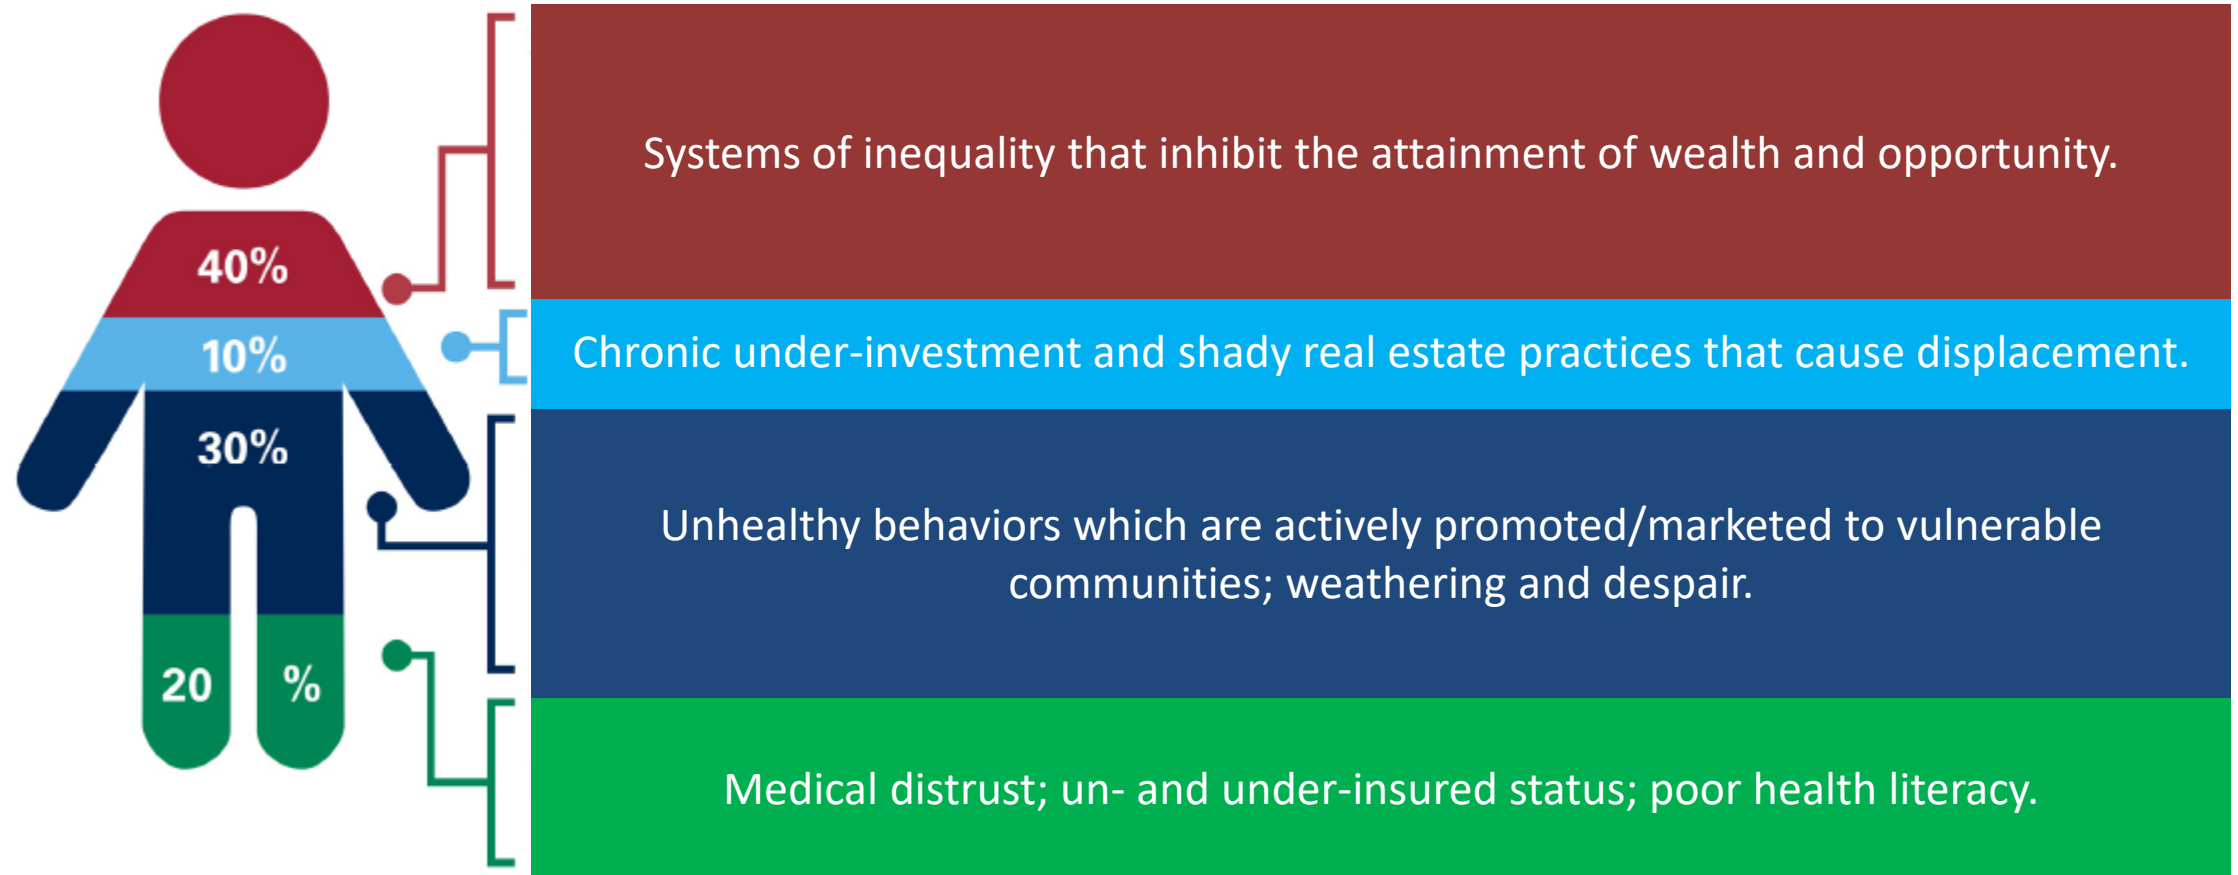 40%
Systems of inequality that inhibit the attainment of wealth and opportunity.
10%
Chronic under-investment and shady real estate practices that cause displacement.
30%
Unhealthy behaviors which are actively promoted/marketed to vulnerable
communities; weathering and despair.
20 %
Medical distrust; un- and under-insured status; poor health literacy.